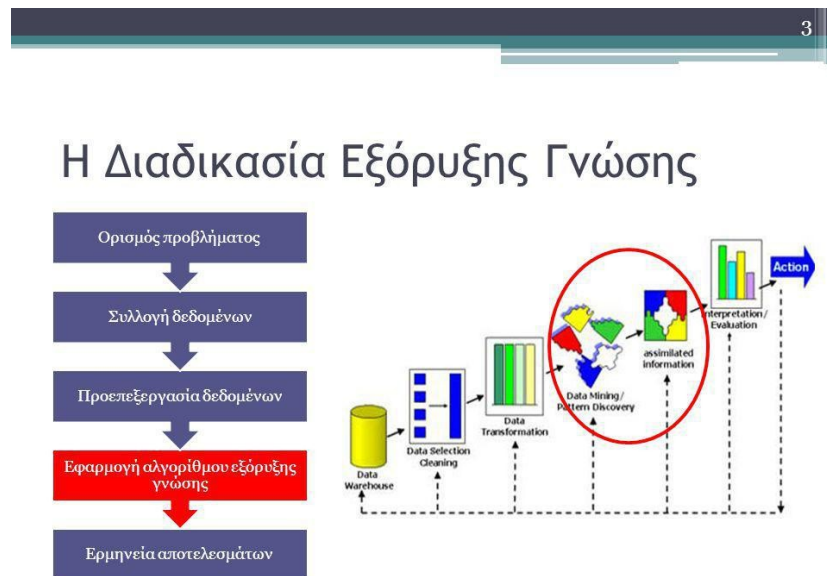 3
Η Διαδικασία Εξόρυξης Γνώσης
Ορισμός προβλήματος
Συλλογή δεδομένων
Προεπεξεργασία δεδομένων
Εφαρμογή αλγορίθμου εξόρυξης
γνώσης
Ερμηνεία αποτελεσμάτων
Data
Warehouse
Data Selection
Cleaning
Data
Transformation
Data Mining/
Pattern Discovery
assimilated
information
Interpretation/
Evaluation
Action